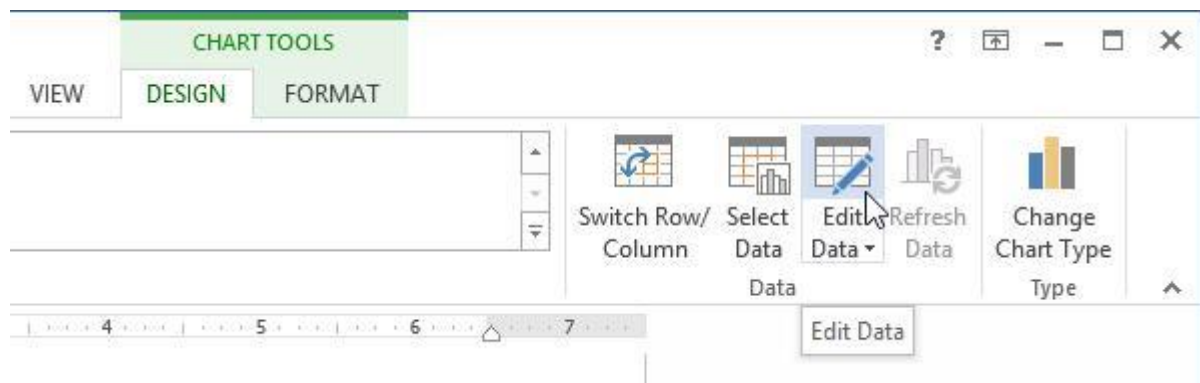 CHART TOOLS
?
VIEW DESIGN FORMAT
Switch Row/ Select Edit Refresh Change
Column Data Data Data Chart Type
Data Type
4 5 6 7
Edit Data